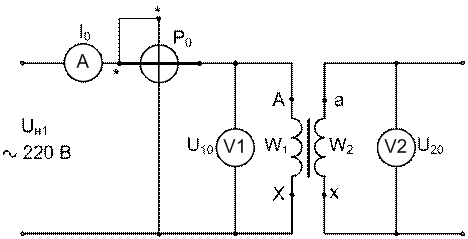 I₀
*
P₀
A
*
A
a
Uн1
~ 220 В
U₁₀
V1
W₁
W₂
V2
U₂₀
X
x